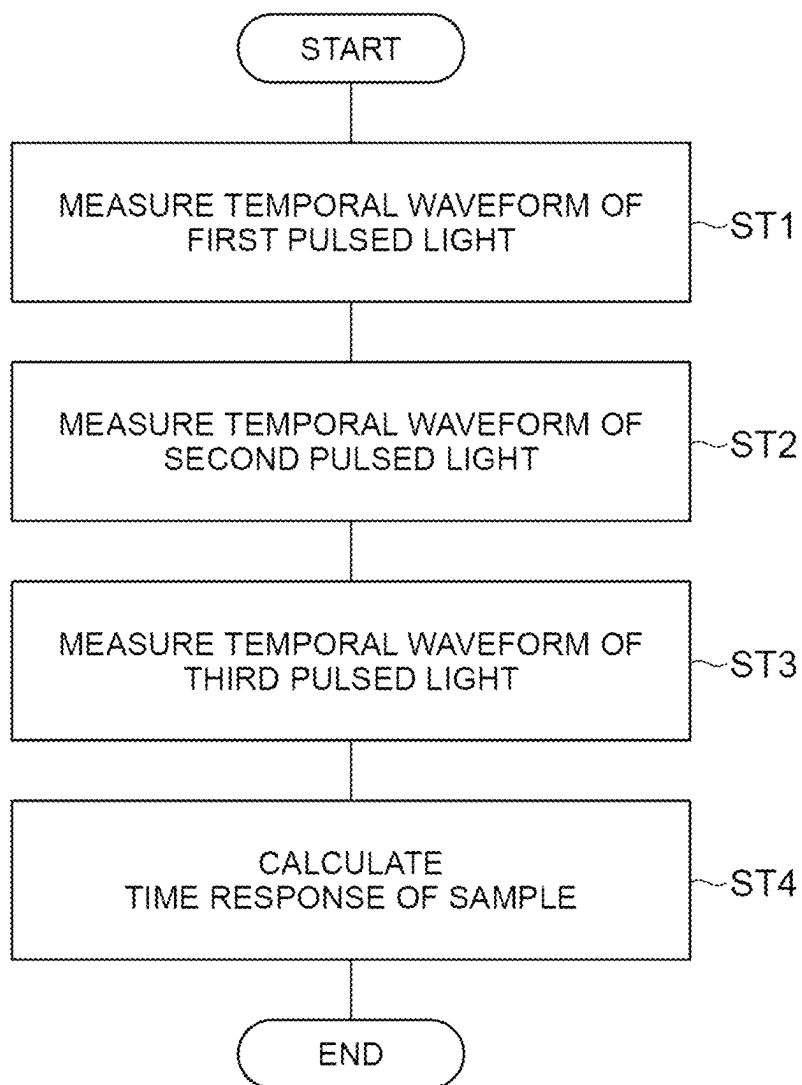 START
MEASURE TEMPORAL WAVEFORM OF
FIRST PULSED LIGHT
ST1
MEASURE TEMPORAL WAVEFORM OF
SECOND PULSED LIGHT
ST2
MEASURE TEMPORAL WAVEFORM OF
THIRD PULSED LIGHT
ST3
CALCULATE
TIME RESPONSE OF SAMPLE
ST4
END